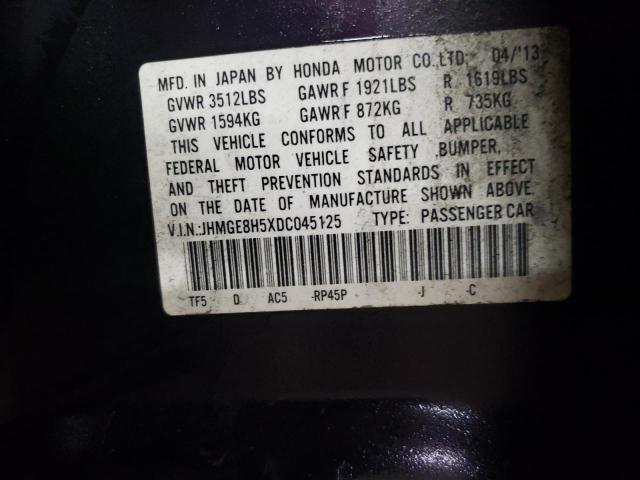 MFD. IN JAPAN BY HONDA MOTOR CO.,LTD. 04/'13
GVWR 3512LBS GAWR F 1921LBS R 1619LBS
GVWR 1594KG GAWR F 872KG R 735KG
THIS VEHICLE CONFORMS TO ALL APPLICABLE
FEDERAL MOTOR VEHICLE SAFETY ,BUMPER,
AND THEFT PREVENTION STANDARDS IN EFFECT
ON THE DATE OF MANUFACTURE SHOWN ABOVE.
V.I.N.:JHMGE8H5XDC045125 TYPE: PASSENGER CAR
TF5 D AC5 -RP45P -J -C